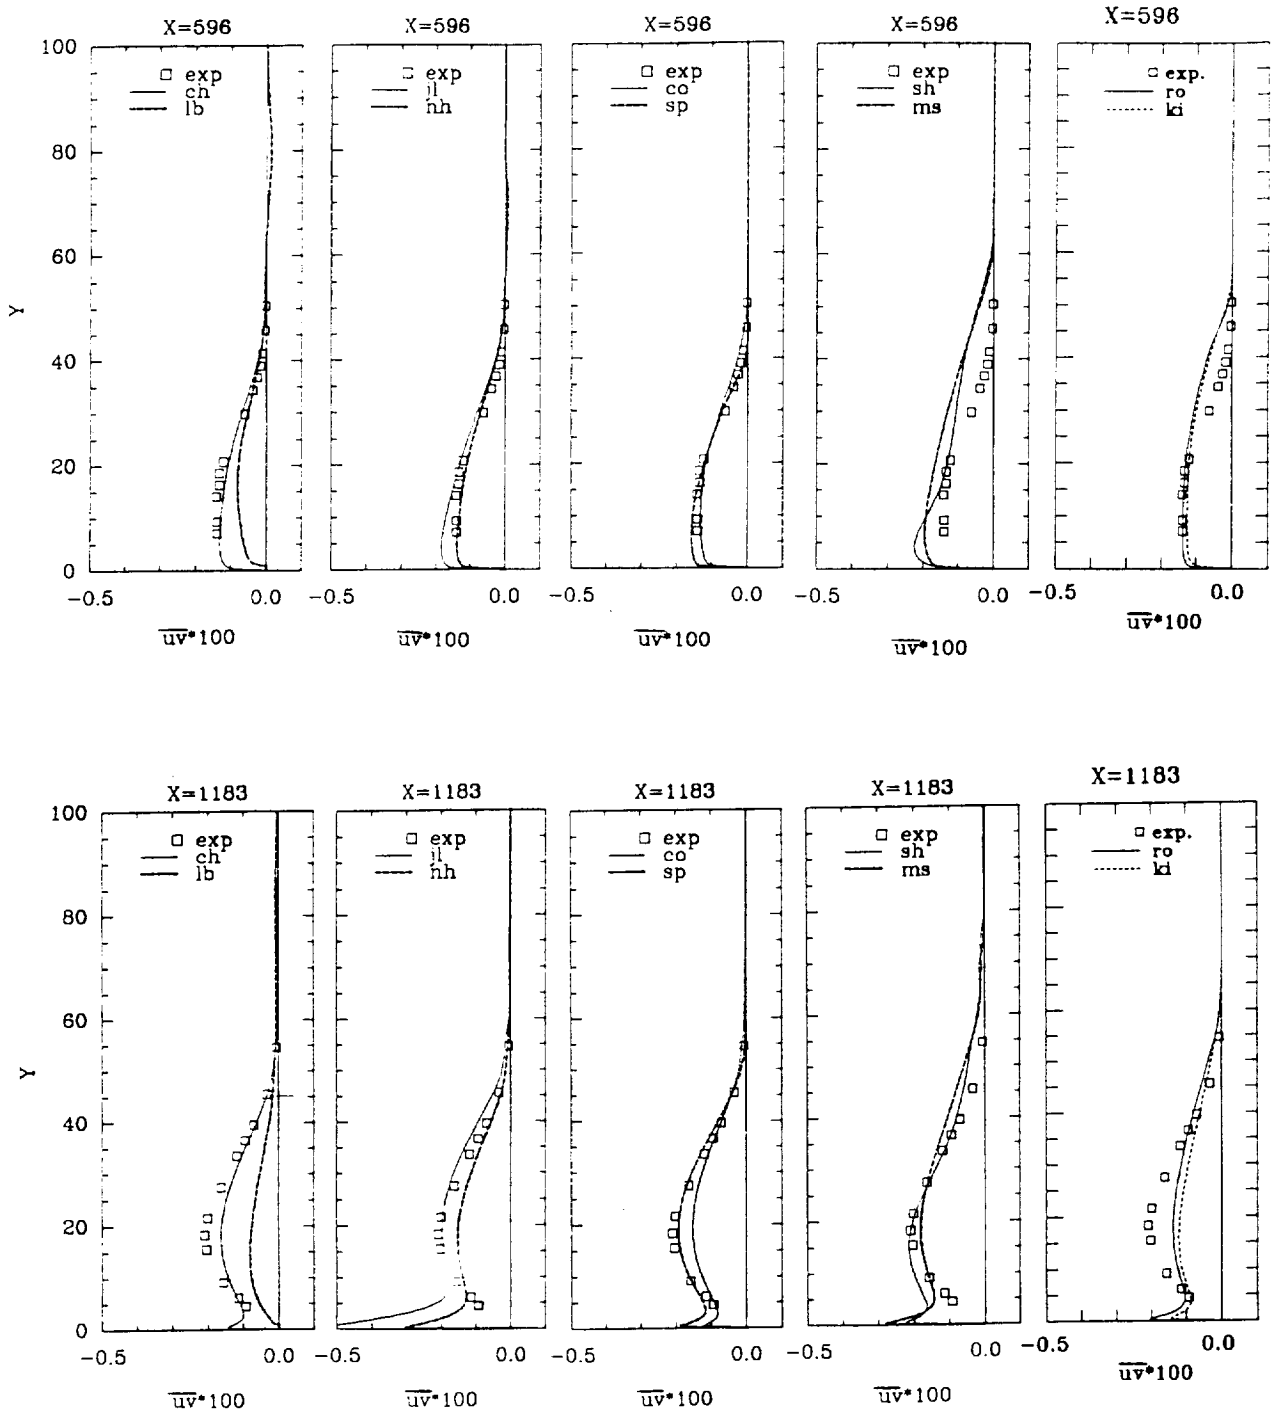 X=596 X=596 X=596 X=596 X=596
100
exp exp exp exp exp.
ch jl co sh ro
lb nh sp ms ki
80
60
Y
40
20
0
-0.5 0.0 -0.5 0.0 -0.5 0.0 -0.5 0.0 -0.5 0.0
uv*100 uv*100 uv*100 uv*100 uv*100
X=1183 X=1183 X=1183 X=1183 X=1183
100
exp exp exp exp exp.
ch jl co sh ro
lb nh sp ms ki
80
60
Y
40
20
0
-0.5 0.0 -0.5 0.0 -0.5 0.0 -0.5 0.0 -0.5 0.0
uv*100 uv*100 uv*100 uv*100 uv*100